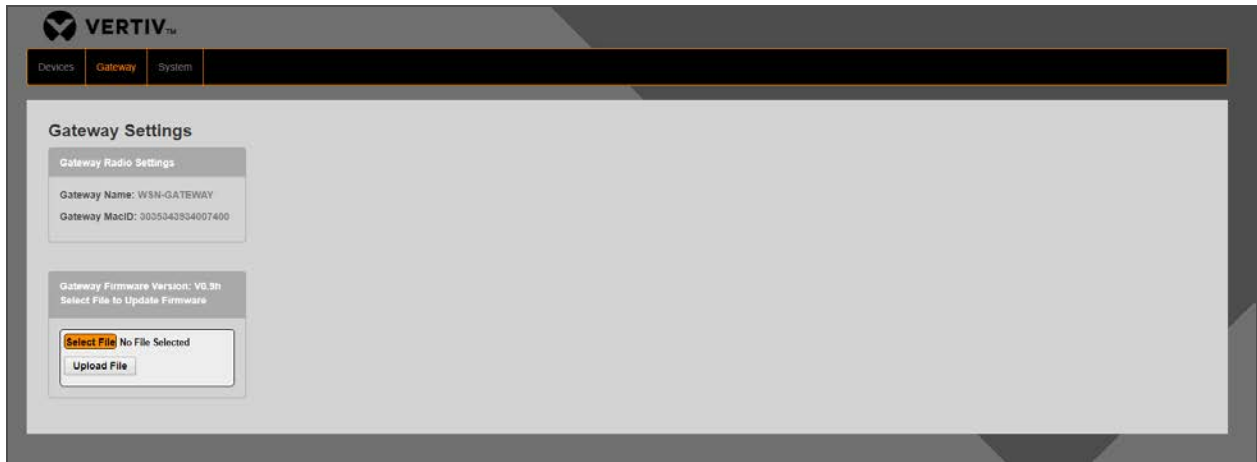 VERTIV™
Devices Gateway System
Gateway Settings
Gateway Radio Settings
Gateway Name: WSN-GATEWAY
Gateway MacID: 3035343534007400
Gateway Firmware Version: V0.9h
Select File to Update Firmware
Select File No File Selected
Upload File